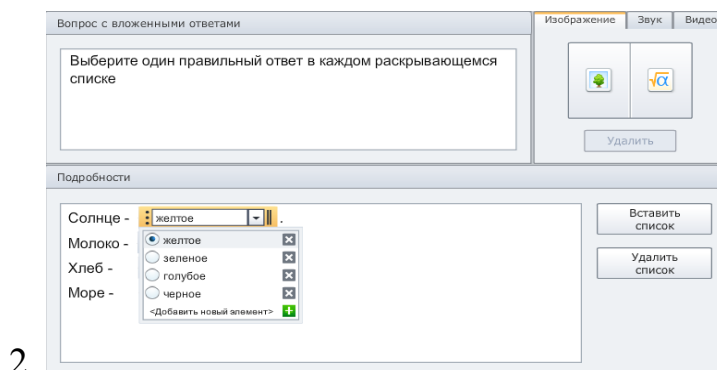 Вопрос с вложенными ответами
Изображение Звук Видео
Выберите один правильный ответ в каждом раскрывающемся
списке
√α
Удалить
Подробности
Солнце - желтое .
Молоко -
Хлеб -
Море -
желтое
зеленое
голубое
черное
<Добавить новый элемент>
Вставить
список
Удалить
список
2